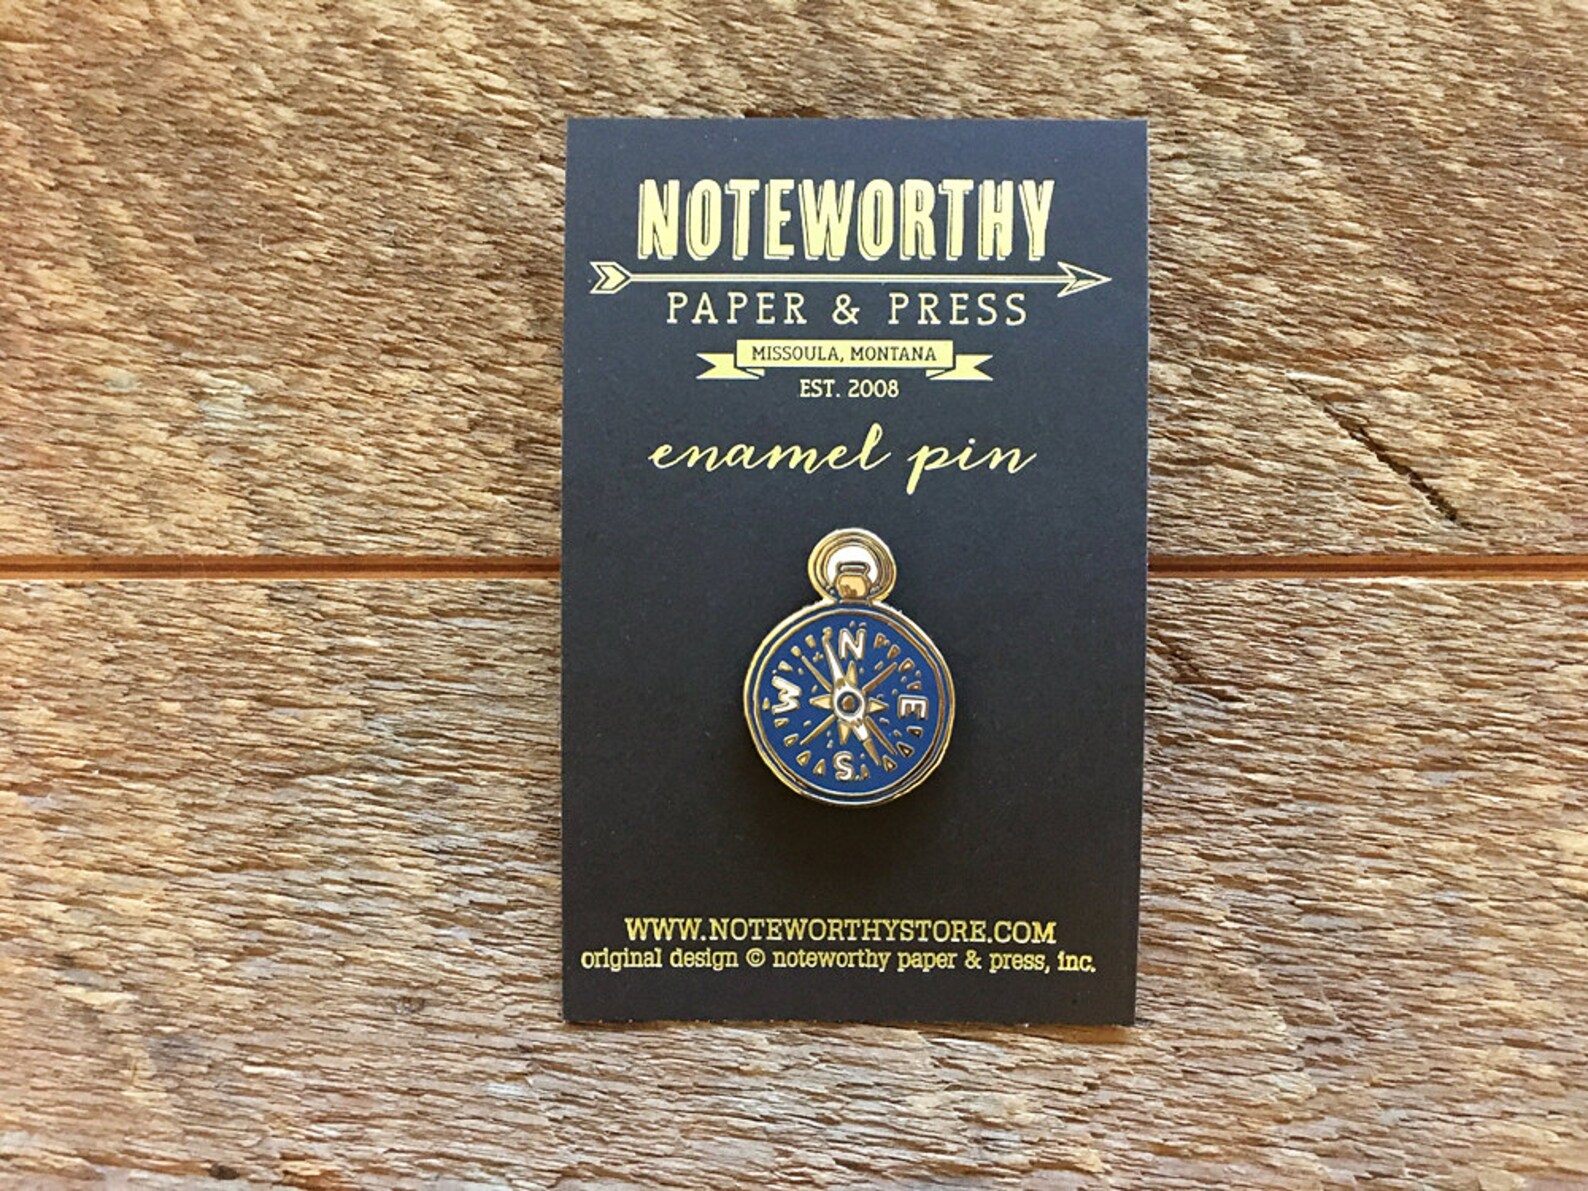 NOTEWORTHY
PAPER & PRESS
MISSOULA, MONTANA
EST. 2008
enamel pin
N
W E
S
WWW.NOTEWORTHYSTORE.COM
original design © noteworthy paper & press, inc.